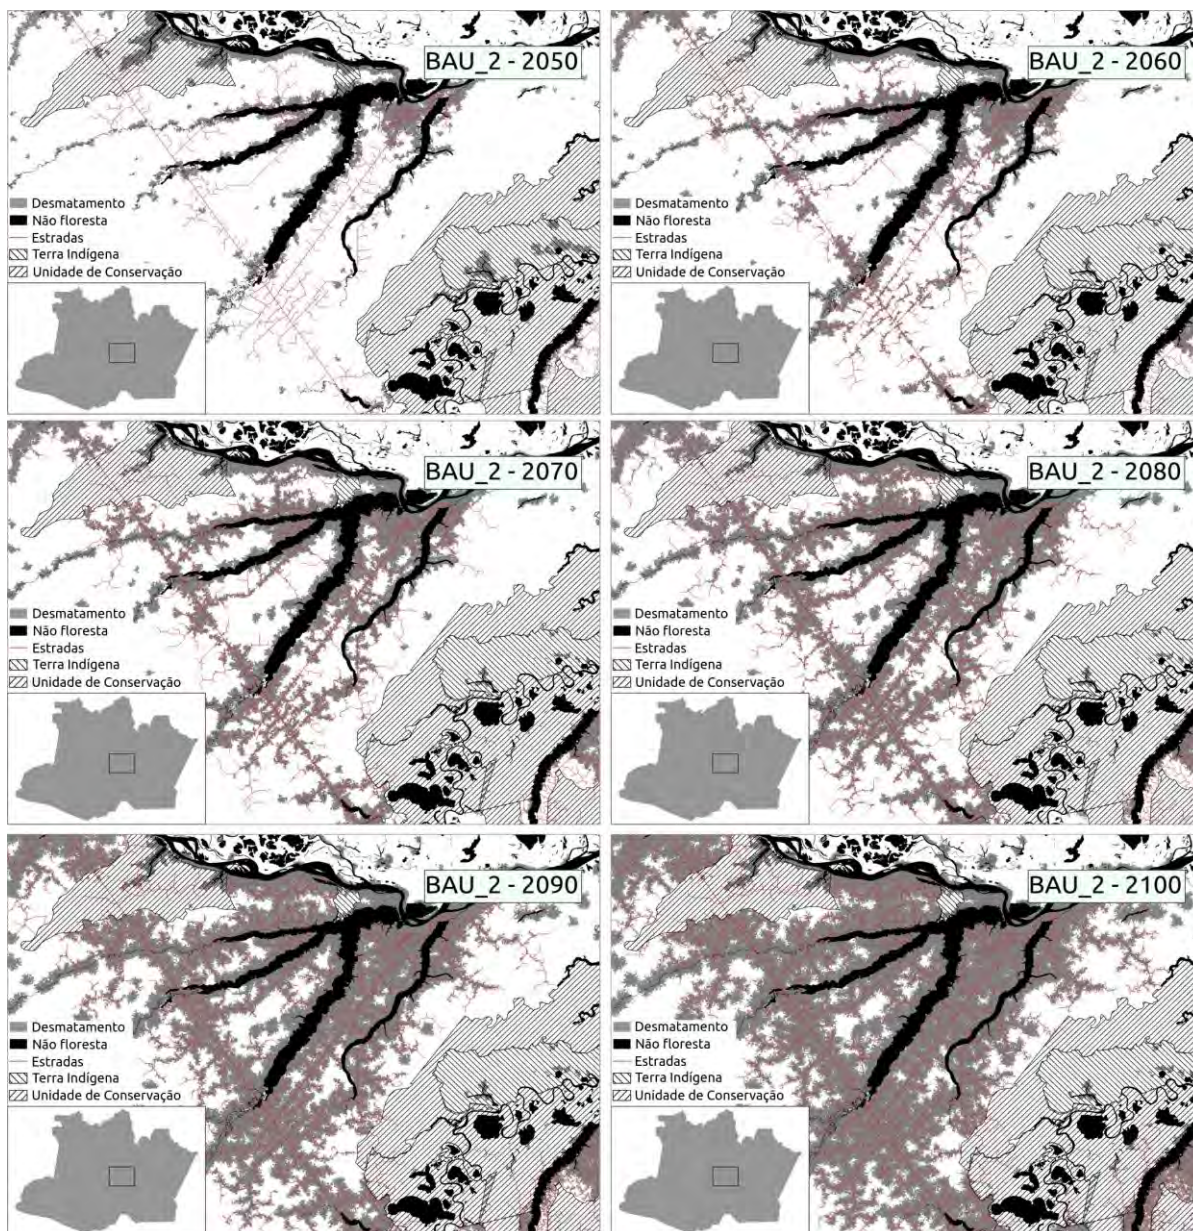 BAU_2 - 2050
Desmatamento
Não floresta
Estradas
Terra Indígena
Unidade de Conservação
BAU_2 - 2060
Desmatamento
Não floresta
Estradas
Terra Indígena
Unidade de Conservação
BAU_2 - 2070
Desmatamento
Não floresta
Estradas
Terra Indígena
Unidade de Conservação
BAU_2 - 2080
Desmatamento
Não floresta
Estradas
Terra Indígena
Unidade de Conservação
BAU_2 - 2090
Desmatamento
Não floresta
Estradas
Terra Indígena
Unidade de Conservação
BAU_2 - 2100
Desmatamento
Não floresta
Estradas
Terra Indígena
Unidade de Conservação